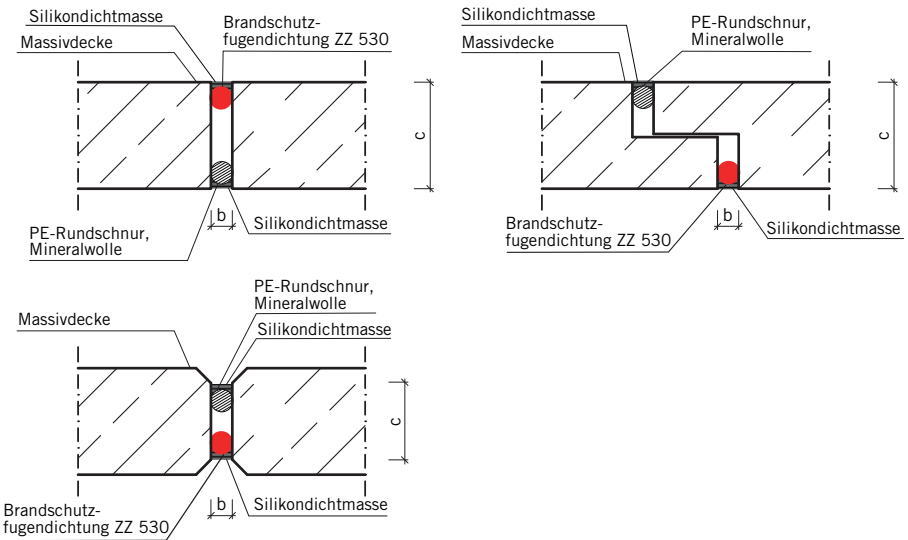 Silikondichtmasse
Massivdecke
Brandschutz-
fugendichtung ZZ 530
c
b
PE-Rundschnur,
Mineralwolle
Silikondichtmasse
Silikondichtmasse
Massivdecke
PE-Rundschnur,
Mineralwolle
c
b
Brandschutz-
fugendichtung ZZ 530
Silikondichtmasse
PE-Rundschnur,
Mineralwolle
Massivdecke
Silikondichtmasse
c
b
Brandschutz-
fugendichtung ZZ 530
Silikondichtmasse